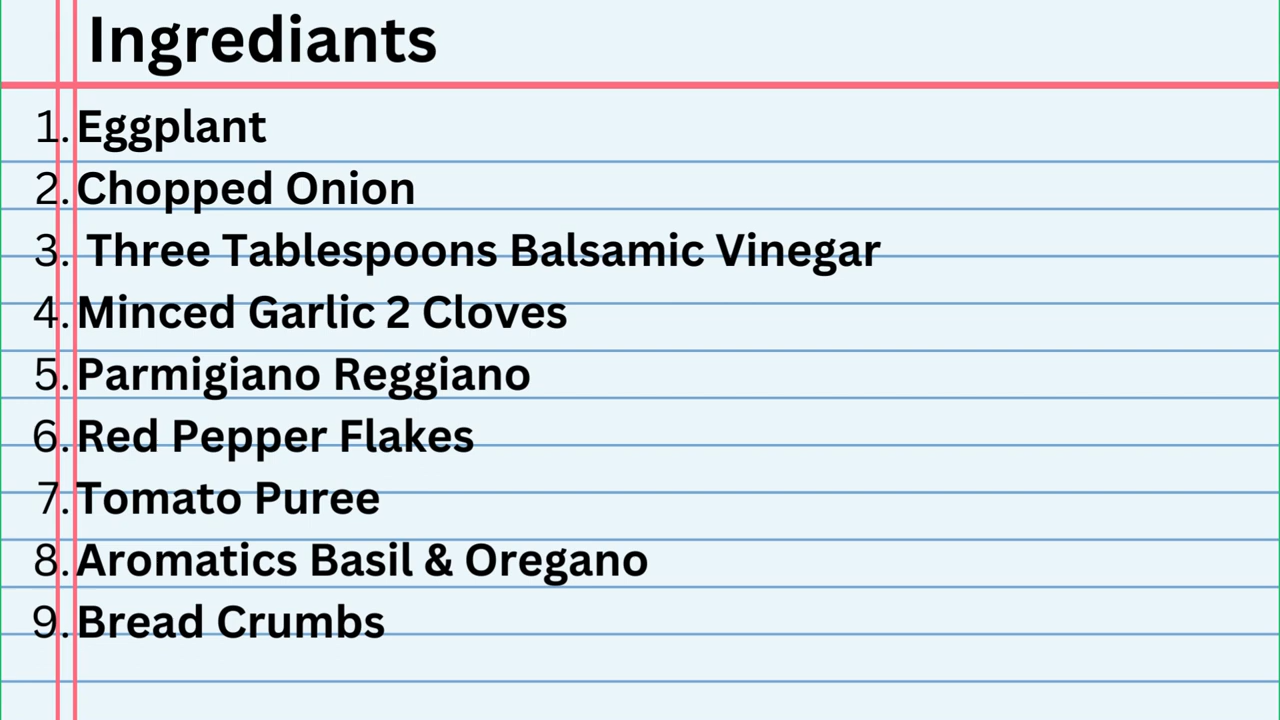 Ingrediants
1. Eggplant
2. Chopped Onion
3. Three Tablespoons Balsamic Vinegar
4. Minced Garlic 2 Cloves
5. Parmigiano Reggiano
6. Red Pepper Flakes
7. Tomato Puree
8. Aromatics Basil & Oregano
9. Bread Crumbs